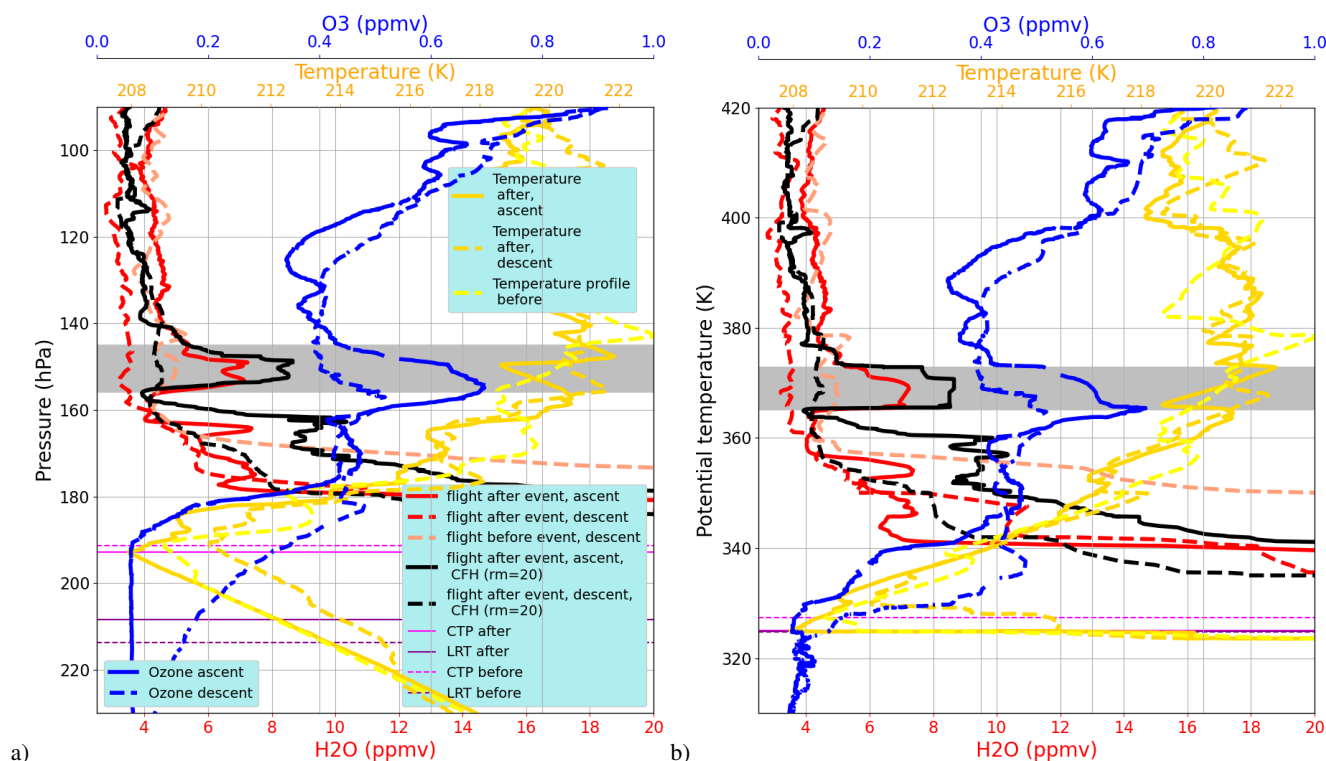 O3 (ppmv)
0.0 0.2 0.4 0.6 0.8 1.0
Temperature (K)
208 210 212 214 216 218 220 222
100
120
140
160
180
200
220
Pressure (hPa)
Temperature
after,
ascent
Temperature
after,
descent
Temperature profile
before
flight after event, ascent
flight after event, descent
flight before event, descent
flight after event, ascent,
CFH (rm=20)
flight after event, descent,
CFH (rm=20)
CTP after
LRT after
CTP before
LRT before
Ozone ascent
Ozone descent
4 6 8 10 12 14 16 18 20
H2O (ppmv)
a)
O3 (ppmv)
0.0 0.2 0.4 0.6 0.8 1.0
Temperature (K)
208 210 212 214 216 218 220 222
420
400
380
360
340
320
Potential temperature (K)
4 6 8 10 12 14 16 18 20
H2O (ppmv)
b)